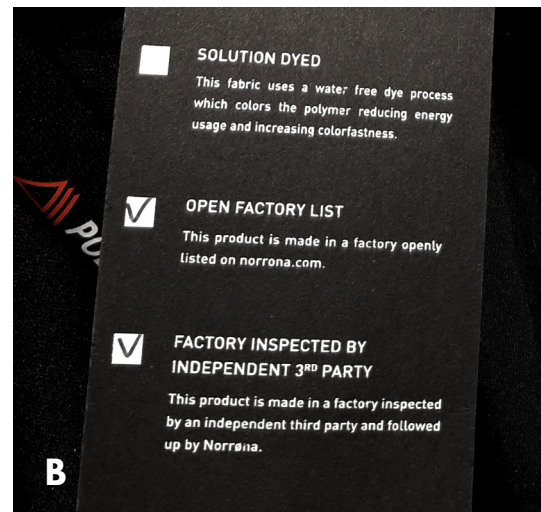 SOLUTION DYED
This fabric uses a water free dye process
which colors the polymer reducing energy
usage and increasing colorfastness.
OPEN FACTORY LIST
This product is made in a factory openly
listed on norrona.com.
FACTORY INSPECTED BY
INDEPENDENT 3RD PARTY
This product is made in a factory inspected
by an independent third party and followed
up by Norrøna.
B